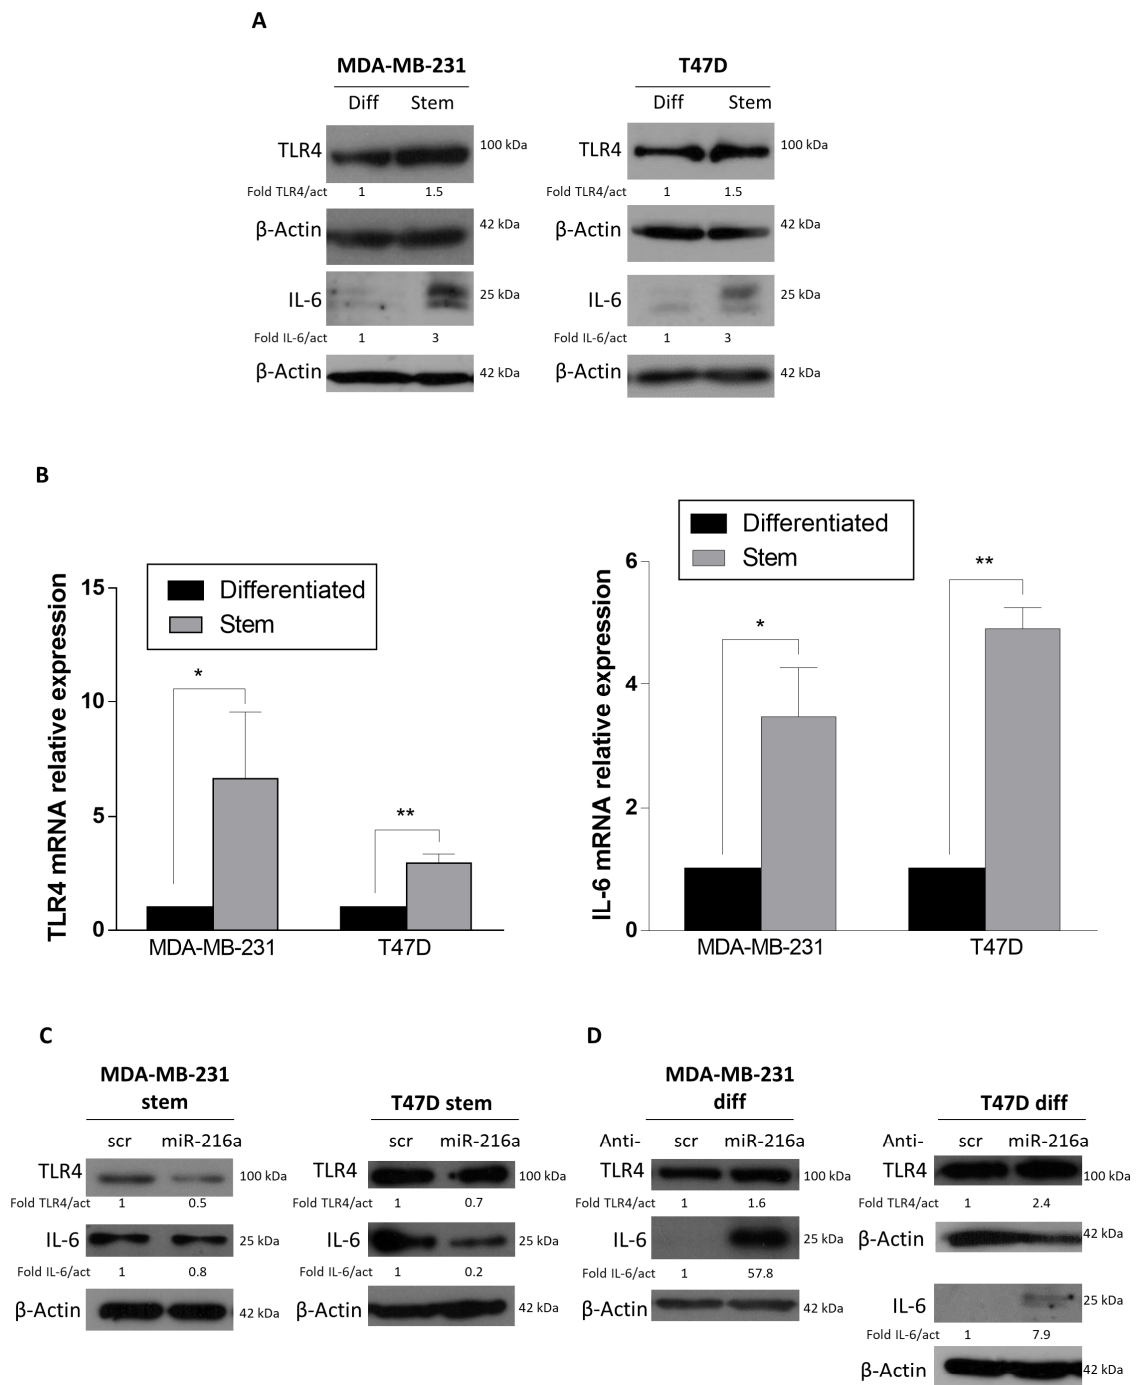 A
MDA-MB-231
Diff Stem
TLR4 100 kDa
Fold TLR4/act 1 1.5
β-Actin 42 kDa
IL-6 25 kDa
Fold IL-6/act 1 3
β-Actin 42 kDa
T47D
Diff Stem
TLR4 100 kDa
Fold TLR4/act 1 1.5
β-Actin 42 kDa
IL-6 25 kDa
Fold IL-6/act 1 3
β-Actin 42 kDa
B
TLR4 mRNA relative expression
15
10
5
0
Differentiated
Stem
*
**
MDA-MB-231 T47D
IL-6 mRNA relative expression
6
4
2
0
Differentiated
Stem
*
**
MDA-MB-231 T47D
C
MDA-MB-231
stem
scr miR-216a
TLR4 100 kDa
Fold TLR4/act 1 0.5
IL-6 25 kDa
Fold IL-6/act 1 0.8
β-Actin 42 kDa
T47D stem
scr miR-216a
TLR4 100 kDa
Fold TLR4/act 1 0.7
IL-6 25 kDa
Fold IL-6/act 1 0.2
β-Actin 42 kDa
D
MDA-MB-231
diff
Anti- scr miR-216a
TLR4 100 kDa
Fold TLR4/act 1 1.6
IL-6 25 kDa
Fold IL-6/act 1 57.8
β-Actin 42 kDa
T47D diff
Anti- scr miR-216a
TLR4 100 kDa
Fold TLR4/act 1 2.4
β-Actin 42 kDa
IL-6 25 kDa
Fold IL-6/act 1 7.9
β-Actin 42 kDa